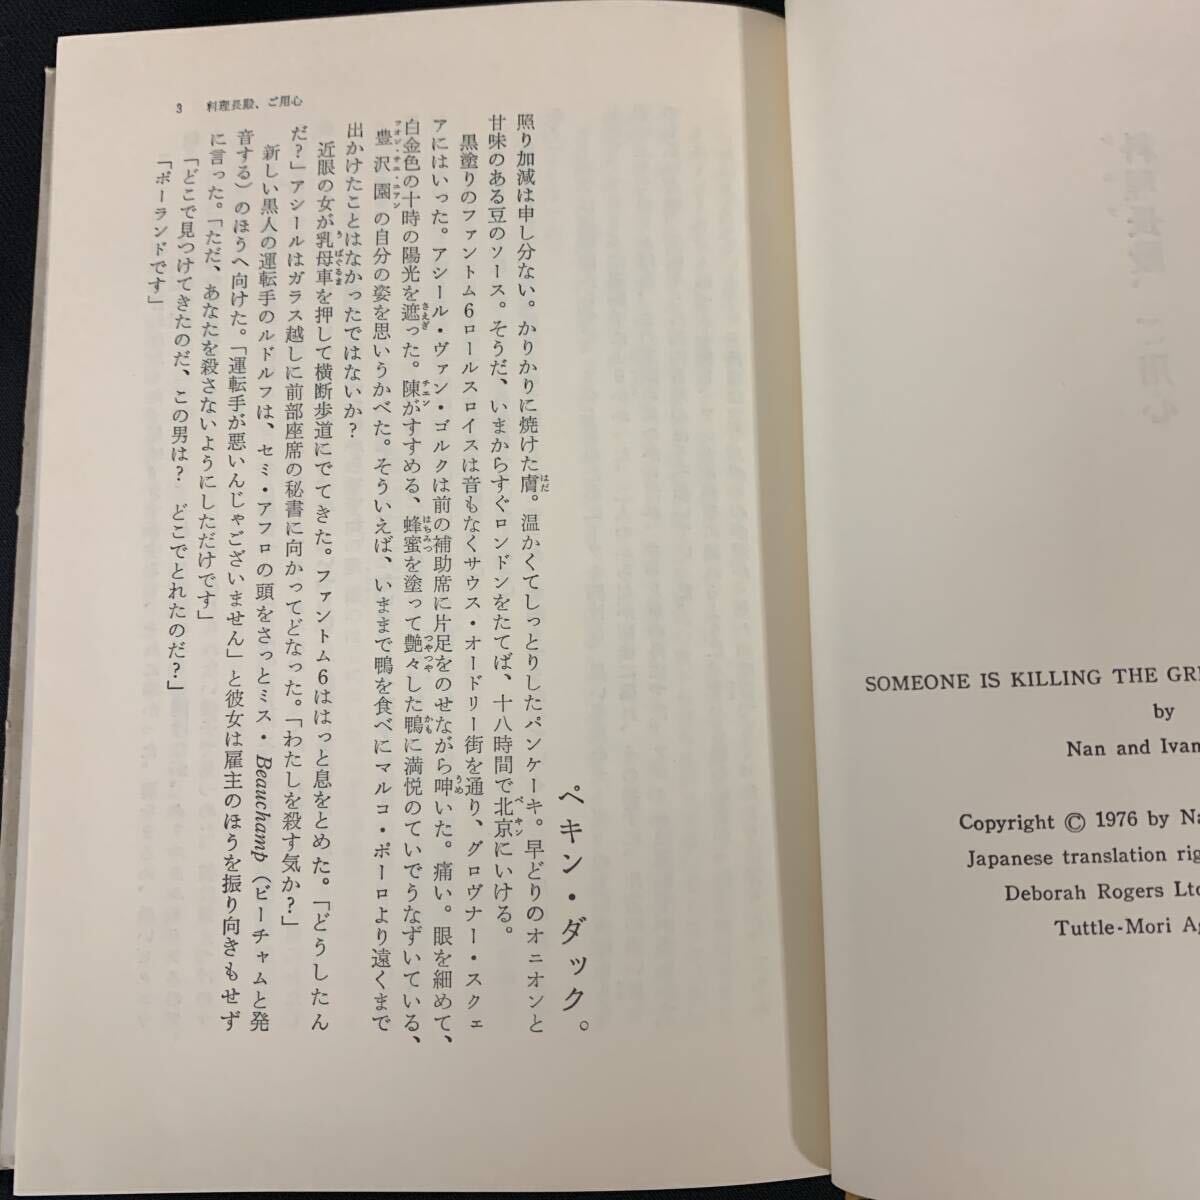 料理長殿、ご用心
SOMEONE IS KILLING THE GRE
by
Nan and Ivan
Copyright © 1976 by Na
Japanese translation rig
Deborah Rogers Ltd
Tuttle-Mori Ag
3 料理長殿、ご用心
ペキン・ダック。
照り加減は申し分ない。かりかりに焼けた膚。温かくてしっとりしたパンケーキ。早どりのオニオンと
甘味のある豆のソース。そうだ、いまからすぐロンドンをたてば、十八時間で北京にいける。
黒塗りのファントム6ロールスロイスは音もなくサウス・オードリー街を通り、グロヴナー・スクェ
アにはいった。アシール・ヴァン・ゴルクは前の補助席に片足をのせながら呻いた。痛い。眼を細めて、
白金色の十時の陽光を遮った。陳がすすめる、蜂蜜を塗って艶々した鴨に満悦のていでうなずいている、
豊沢園の自分の姿を思いうかべた。そういえば、いままで鴨を食べにマルコ・ポーロより遠くまで
出かけたことはなかったではないか？
近眼の女が乳母車を押して横断歩道にでてきた。ファントム6ははっと息をとめた。「どうしたん
だ？」アシールはガラス越しに前部座席の秘書に向かってどなった。「わたしを殺す気か？」
新しい黒人の運転手のルドルフは、セミ・アフロの頭をさっとミス・Beauchamp（ビーチャムと発
音する）のほうへ向けた。「運転手が悪いんじゃございません」と彼女は雇主のほうを振り向きもせず
に言った。「ただ、あなたを殺さないようにしただけです」
「どこで見つけてきたのだ、この男は？　どこでとれたのだ？」
「ポーランドです」